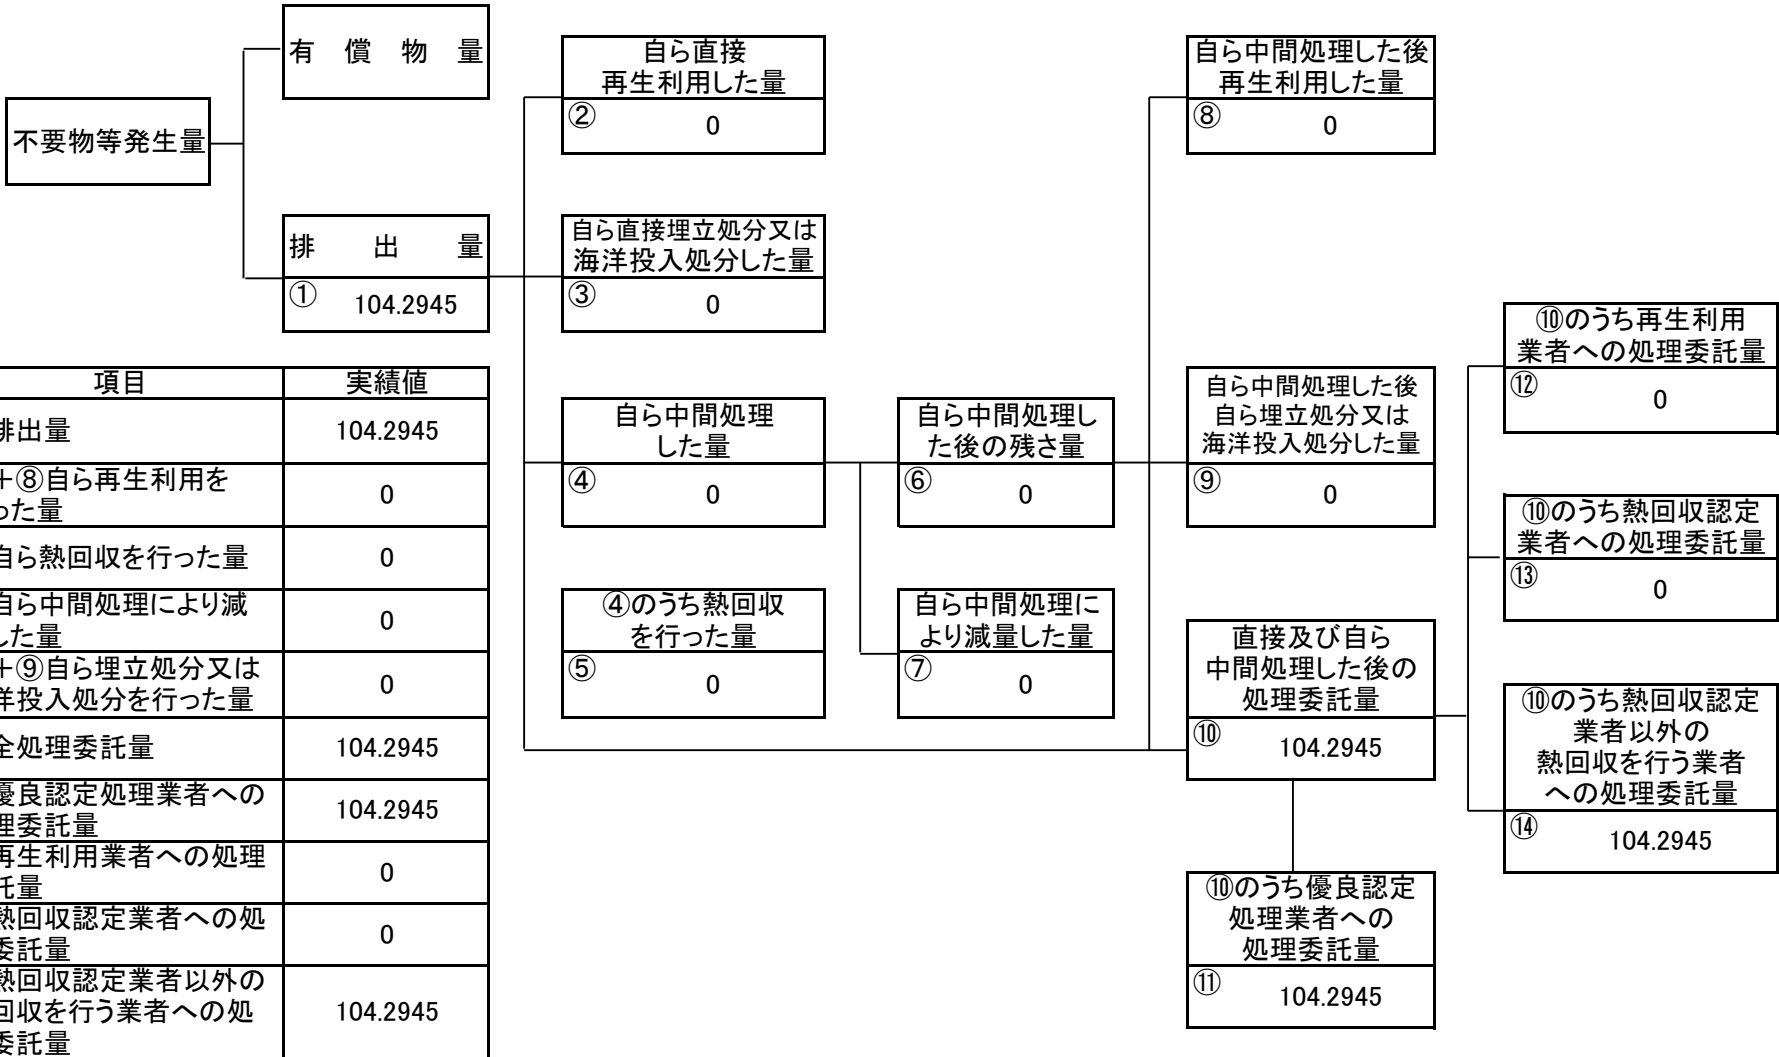 有償物量
不要物等発生量
排出量
①
104.2945
自ら直接
再生利用した量
②
0
自ら直接埋立処分又は
海洋投入処分した量
③
0
自ら中間処理
した量
④
0
④のうち熱回収
を行った量
⑤
0
自ら中間処理し
た後の残さ量
⑥
0
自ら中間処理に
より減量した量
⑦
0
自ら中間処理した後
再生利用した量
⑧
0
自ら中間処理した後
自ら埋立処分又は
海洋投入処分した量
⑨
0
直接及び自ら
中間処理した後の
処理委託量
⑩
104.2945
⑩のうち優良認定
処理業者への
処理委託量
⑪
104.2945
⑩のうち再生利用
業者への処理委託量
⑫
0
⑩のうち熱回収認定
業者への処理委託量
⑬
0
⑩のうち熱回収認定
業者以外の
熱回収を行う業者
への処理委託量
⑭
104.2945
項目
実績値
排出量
104.2945
+⑧自ら再生利用を
った量
0
自ら熱回収を行った量
0
自ら中間処理により減
した量
0
+⑨自ら埋立処分又は
洋投入処分を行った量
0
全処理委託量
104.2945
優良認定処理業者への
理委託量
104.2945
再生利用業者への処理
託量
0
熱回収認定業者への処
委託量
0
熱回収認定業者以外の
回収を行う業者への処
委託量
104.2945